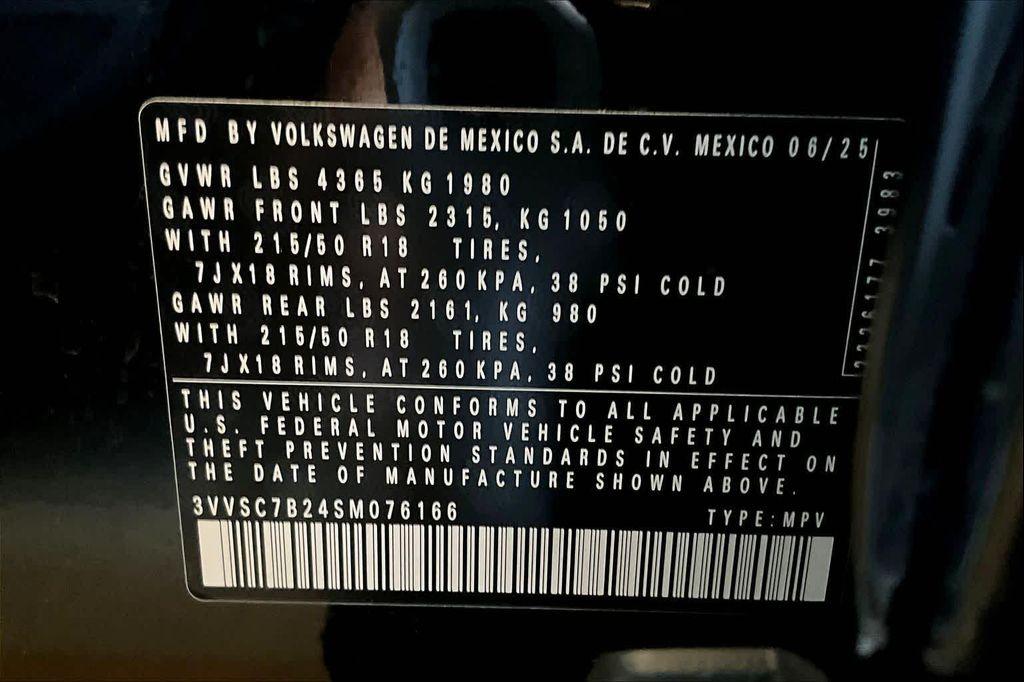 MFD BY VOLKSWAGEN DE MEXICO S.A. DE C.V. MEXICO 06/25
GVWR LBS 4365 KG 1980
GAWR FRONT LBS 2315, KG 1050
WITH 215/50 R18 TIRES,
7JX18 RIMS, AT 260 KPA, 38 PSI COLD
GAWR REAR LBS 2161, KG 980
WITH 215/50 R18 TIRES,
7JX18 RIMS, AT 260 KPA, 38 PSI COLD
THIS VEHICLE CONFORMS TO ALL APPLICABLE
U.S. FEDERAL MOTOR VEHICLE SAFETY AND
THEFT PREVENTION STANDARDS IN EFFECT ON
THE DATE OF MANUFACTURE SHOWN ABOVE.
3VVSC7B24SM076166 TYPE: MPV
3983